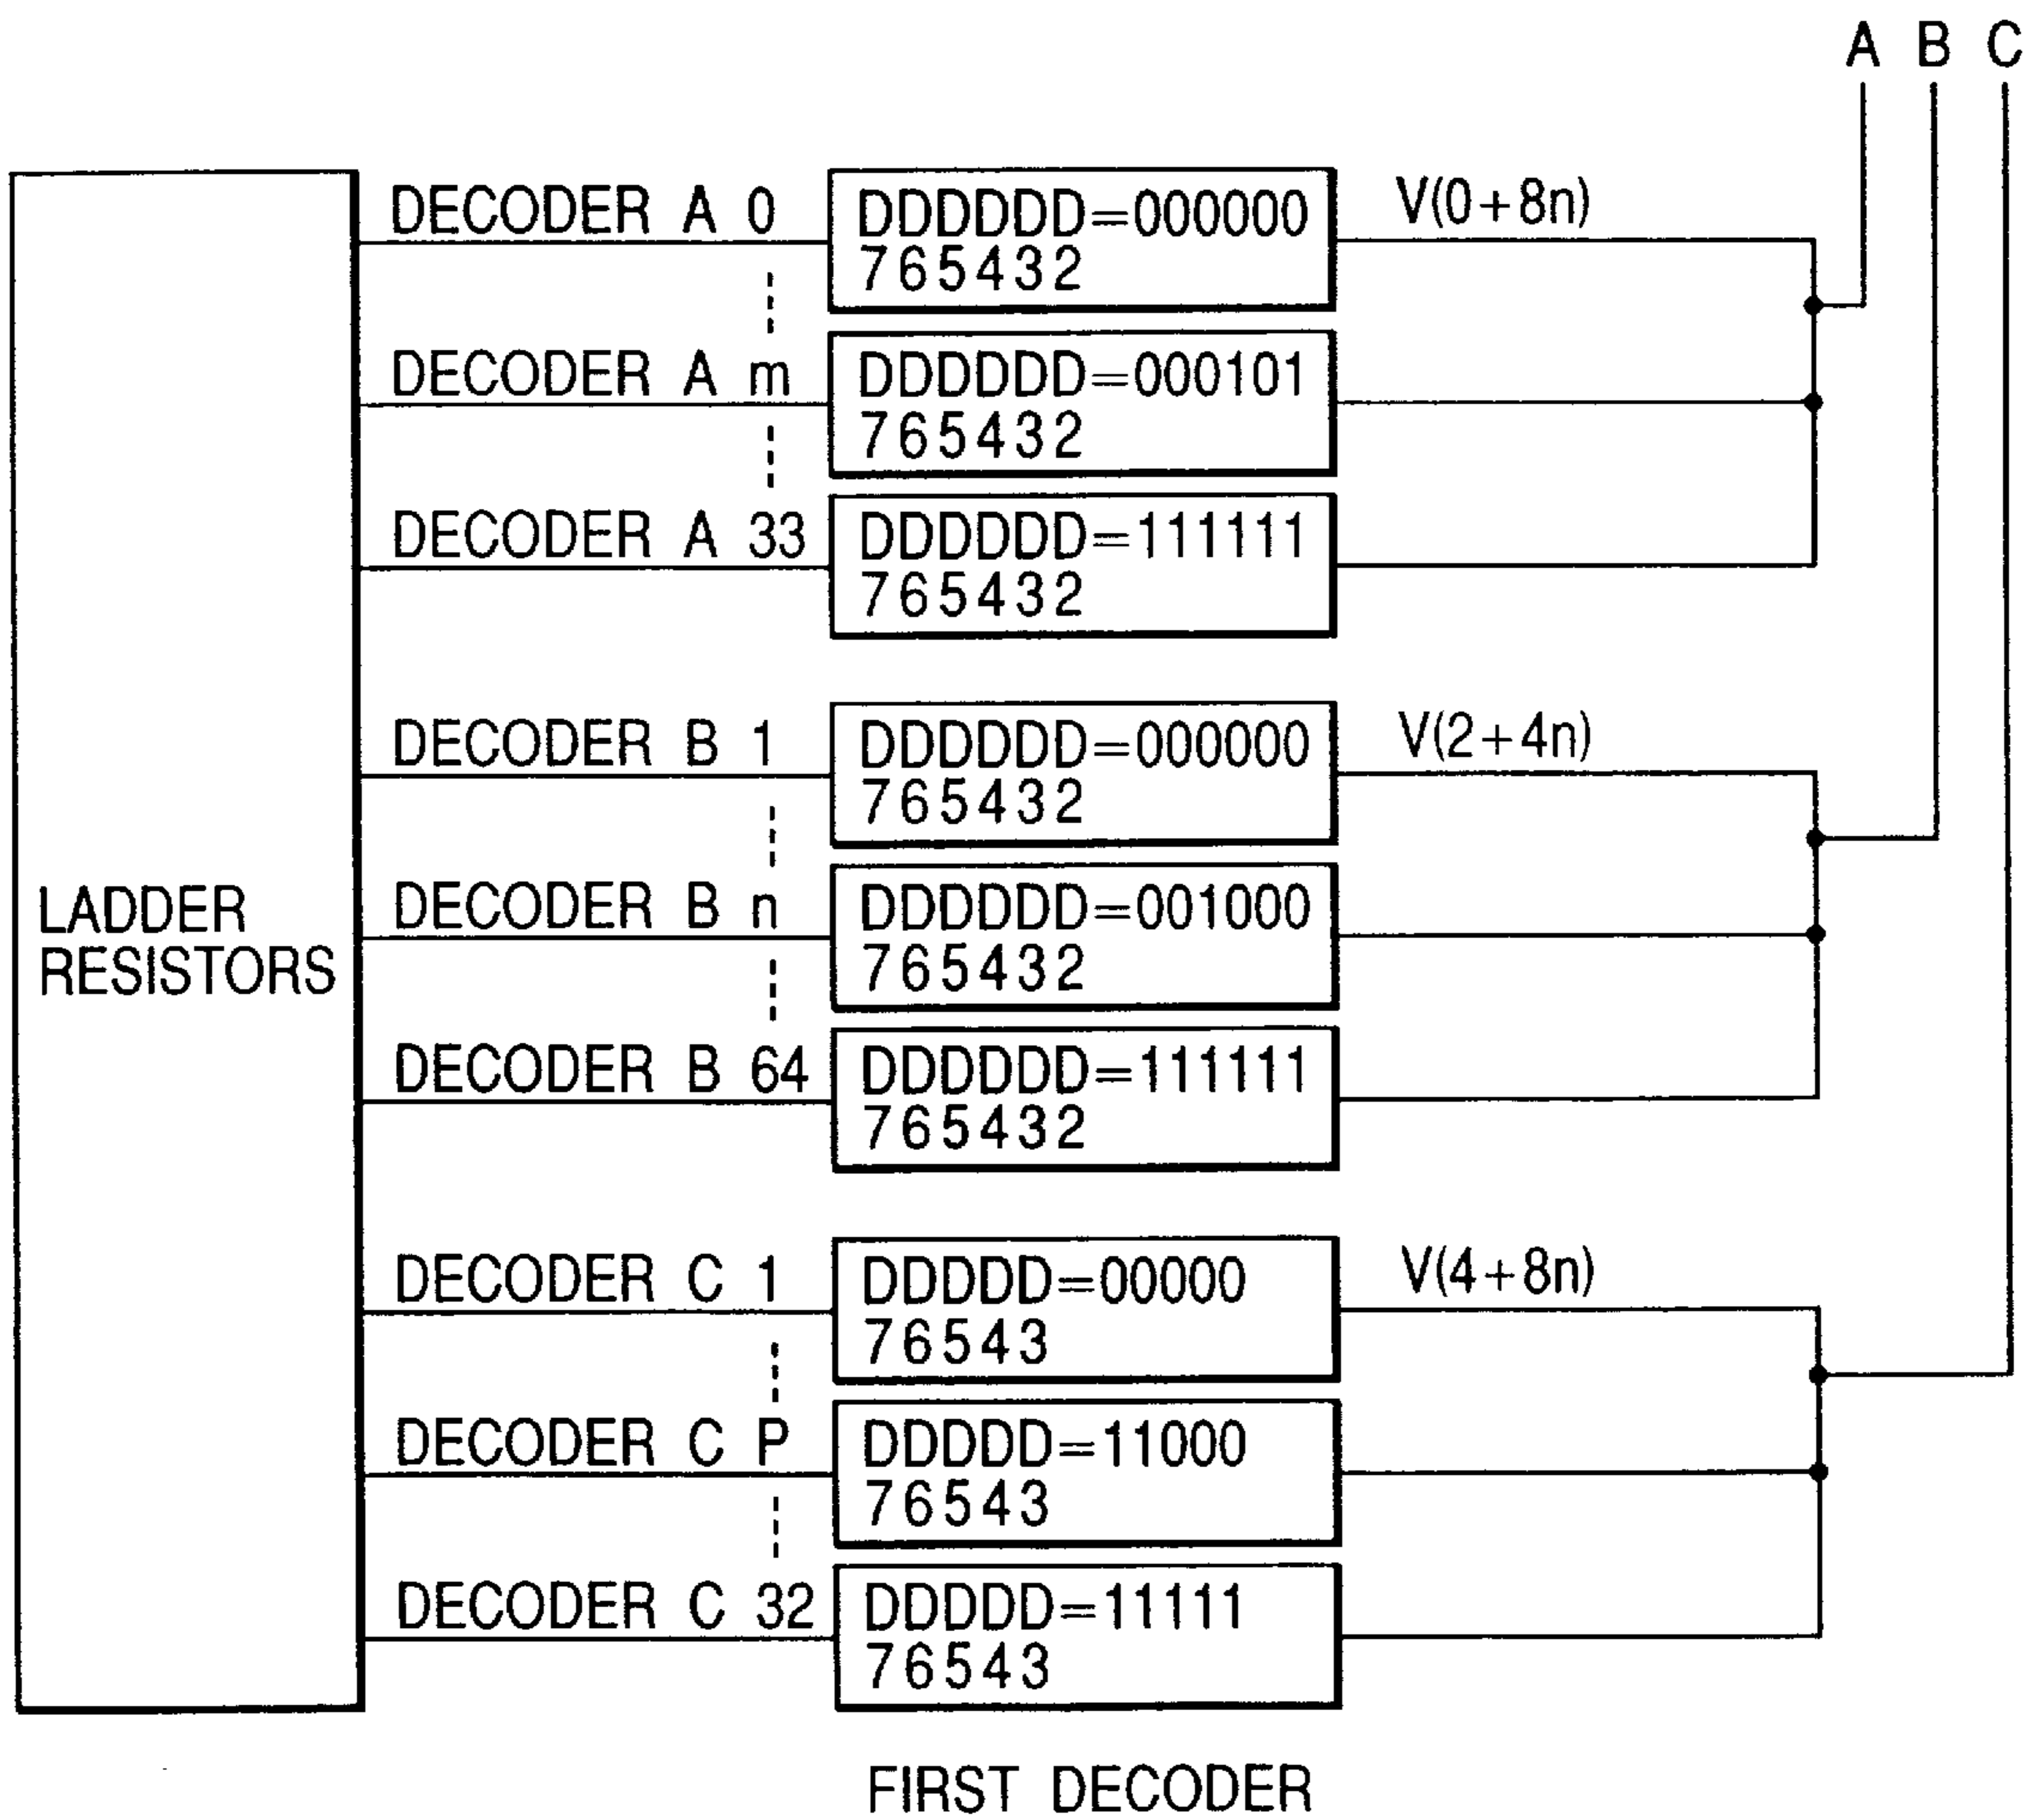 A B C
DECODER A 0
DDDDDD=000000
765432
V(0+8n)
DECODER A m
DDDDDD=000101
765432
DECODER A 33
DDDDDD=111111
765432
DECODER B 1
DDDDDD=000000
765432
V(2+4n)
LADDER
RESISTORS
DECODER B n
DDDDDD=001000
765432
DECODER B 64
DDDDDD=111111
765432
DECODER C 1
DDDDD=00000
76543
V(4+8n)
DECODER C P
DDDDD=11000
76543
DECODER C 32
DDDDD=11111
76543
FIRST DECODER